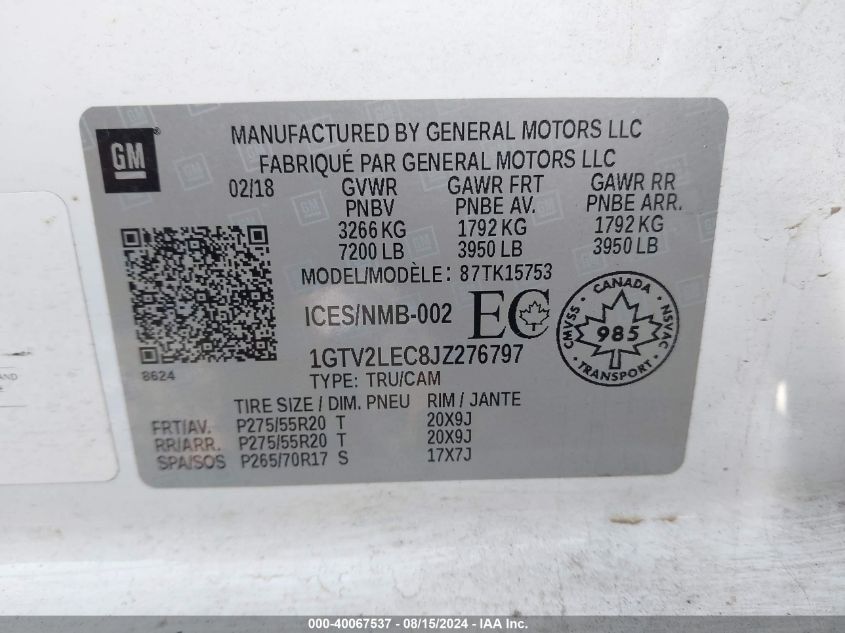 GM
MANUFACTURED BY GENERAL MOTORS LLC
FABRIQUÉ PAR GENERAL MOTORS LLC
02/18 GVWR GAWR FRT GAWR RR
PNBV PNBE AV. PNBE ARR.
3266 KG 1792 KG 1792 KG
7200 LB 3950 LB 3950 LB
MODEL/MODÈLE: 87TK15753
ICES/NMB-002 EC
CANADA
CMVSS 985 NSVAC
TRANSPORT
1GTV2LEC8JZ276797
8624
TYPE: TRU/CAM
TIRE SIZE / DIM. PNEU RIM / JANTE
FRT/AV. P275/55R20 T 20X9J
RR/ARR. P275/55R20 T 20X9J
SPA/SOS P265/70R17 S 17X7J
000-40067537 - 08/15/2024 - IAA Inc.